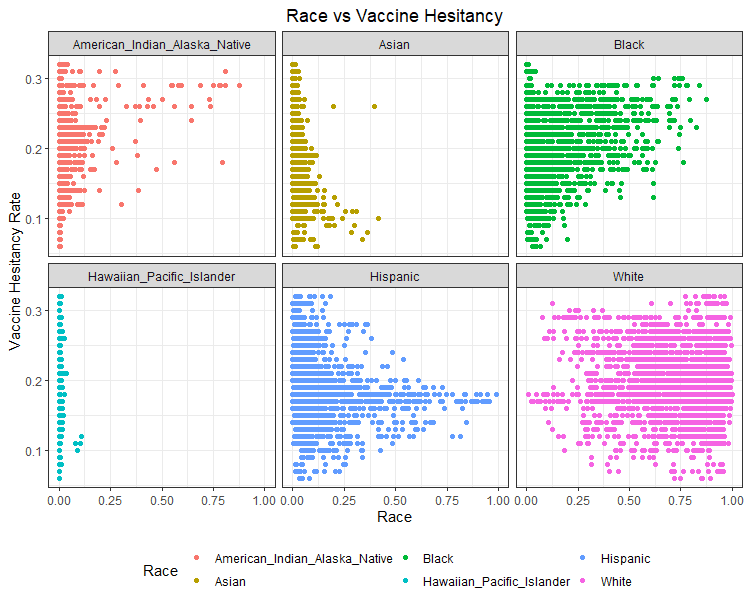 Race vs Vaccine Hesitancy
American_Indian_Alaska_Native Asian Black
0.3
0.2
0.1
Hawaiian_Pacific_Islander Hispanic White
0.3
0.2
0.1
Vaccine Hesitancy Rate
0.00 0.25 0.50 0.75 1.00 0.00 0.25 0.50 0.75 1.00 0.00 0.25 0.50 0.75 1.00
Race
Race
American_Indian_Alaska_Native Black Hispanic
Asian Hawaiian_Pacific_Islander White